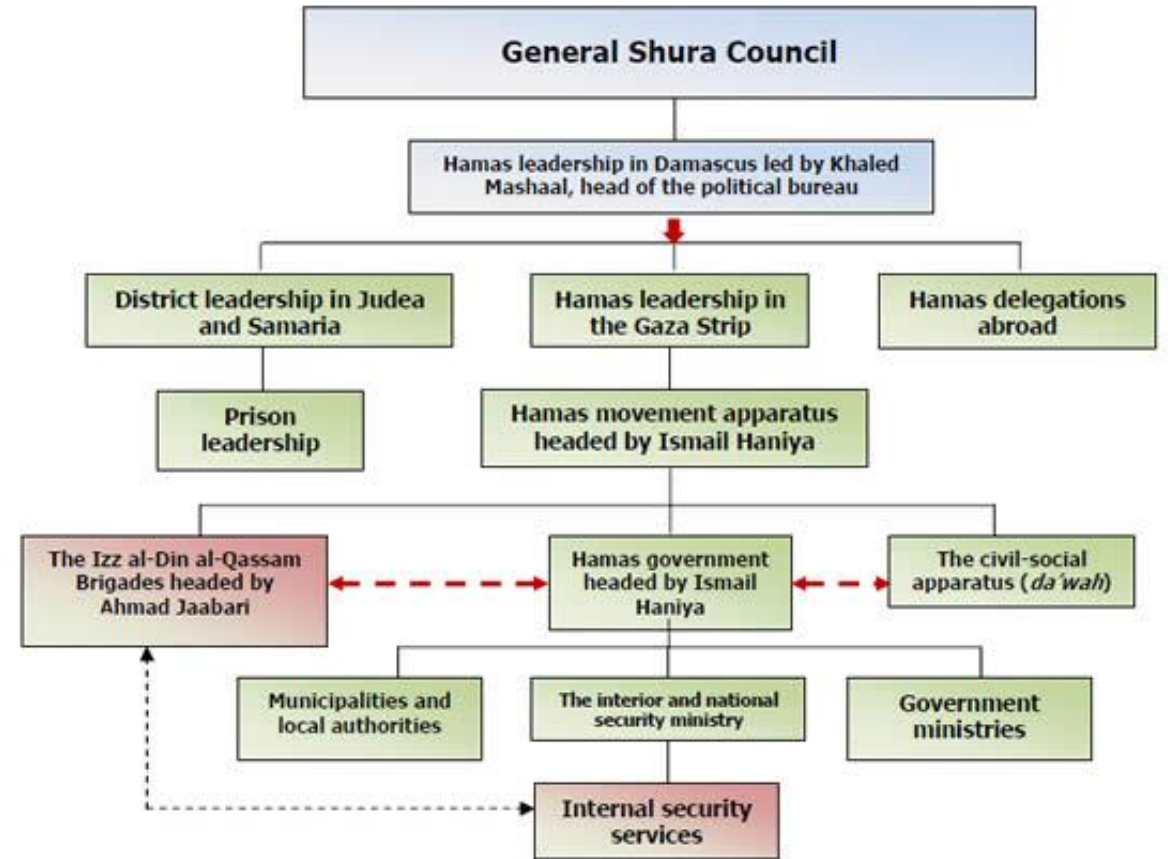 General Shura Council
Hamas leadership in Damascus led by Khaled
Mashaal, head of the political bureau
District leadership in Judea
and Samaria
Hamas leadership in
the Gaza Strip
Hamas delegations
abroad
Prison
leadership
Hamas movement apparatus
headed by Ismail Haniya
The Izz al-Din al-Qassam
Brigades headed by
Ahmad Jaabari
Hamas government
headed by Ismail
Haniya
The civil-social
apparatus (da'wah)
Municipalities and
local authorities
The interior and national
security ministry
Government
ministries
Internal security
services